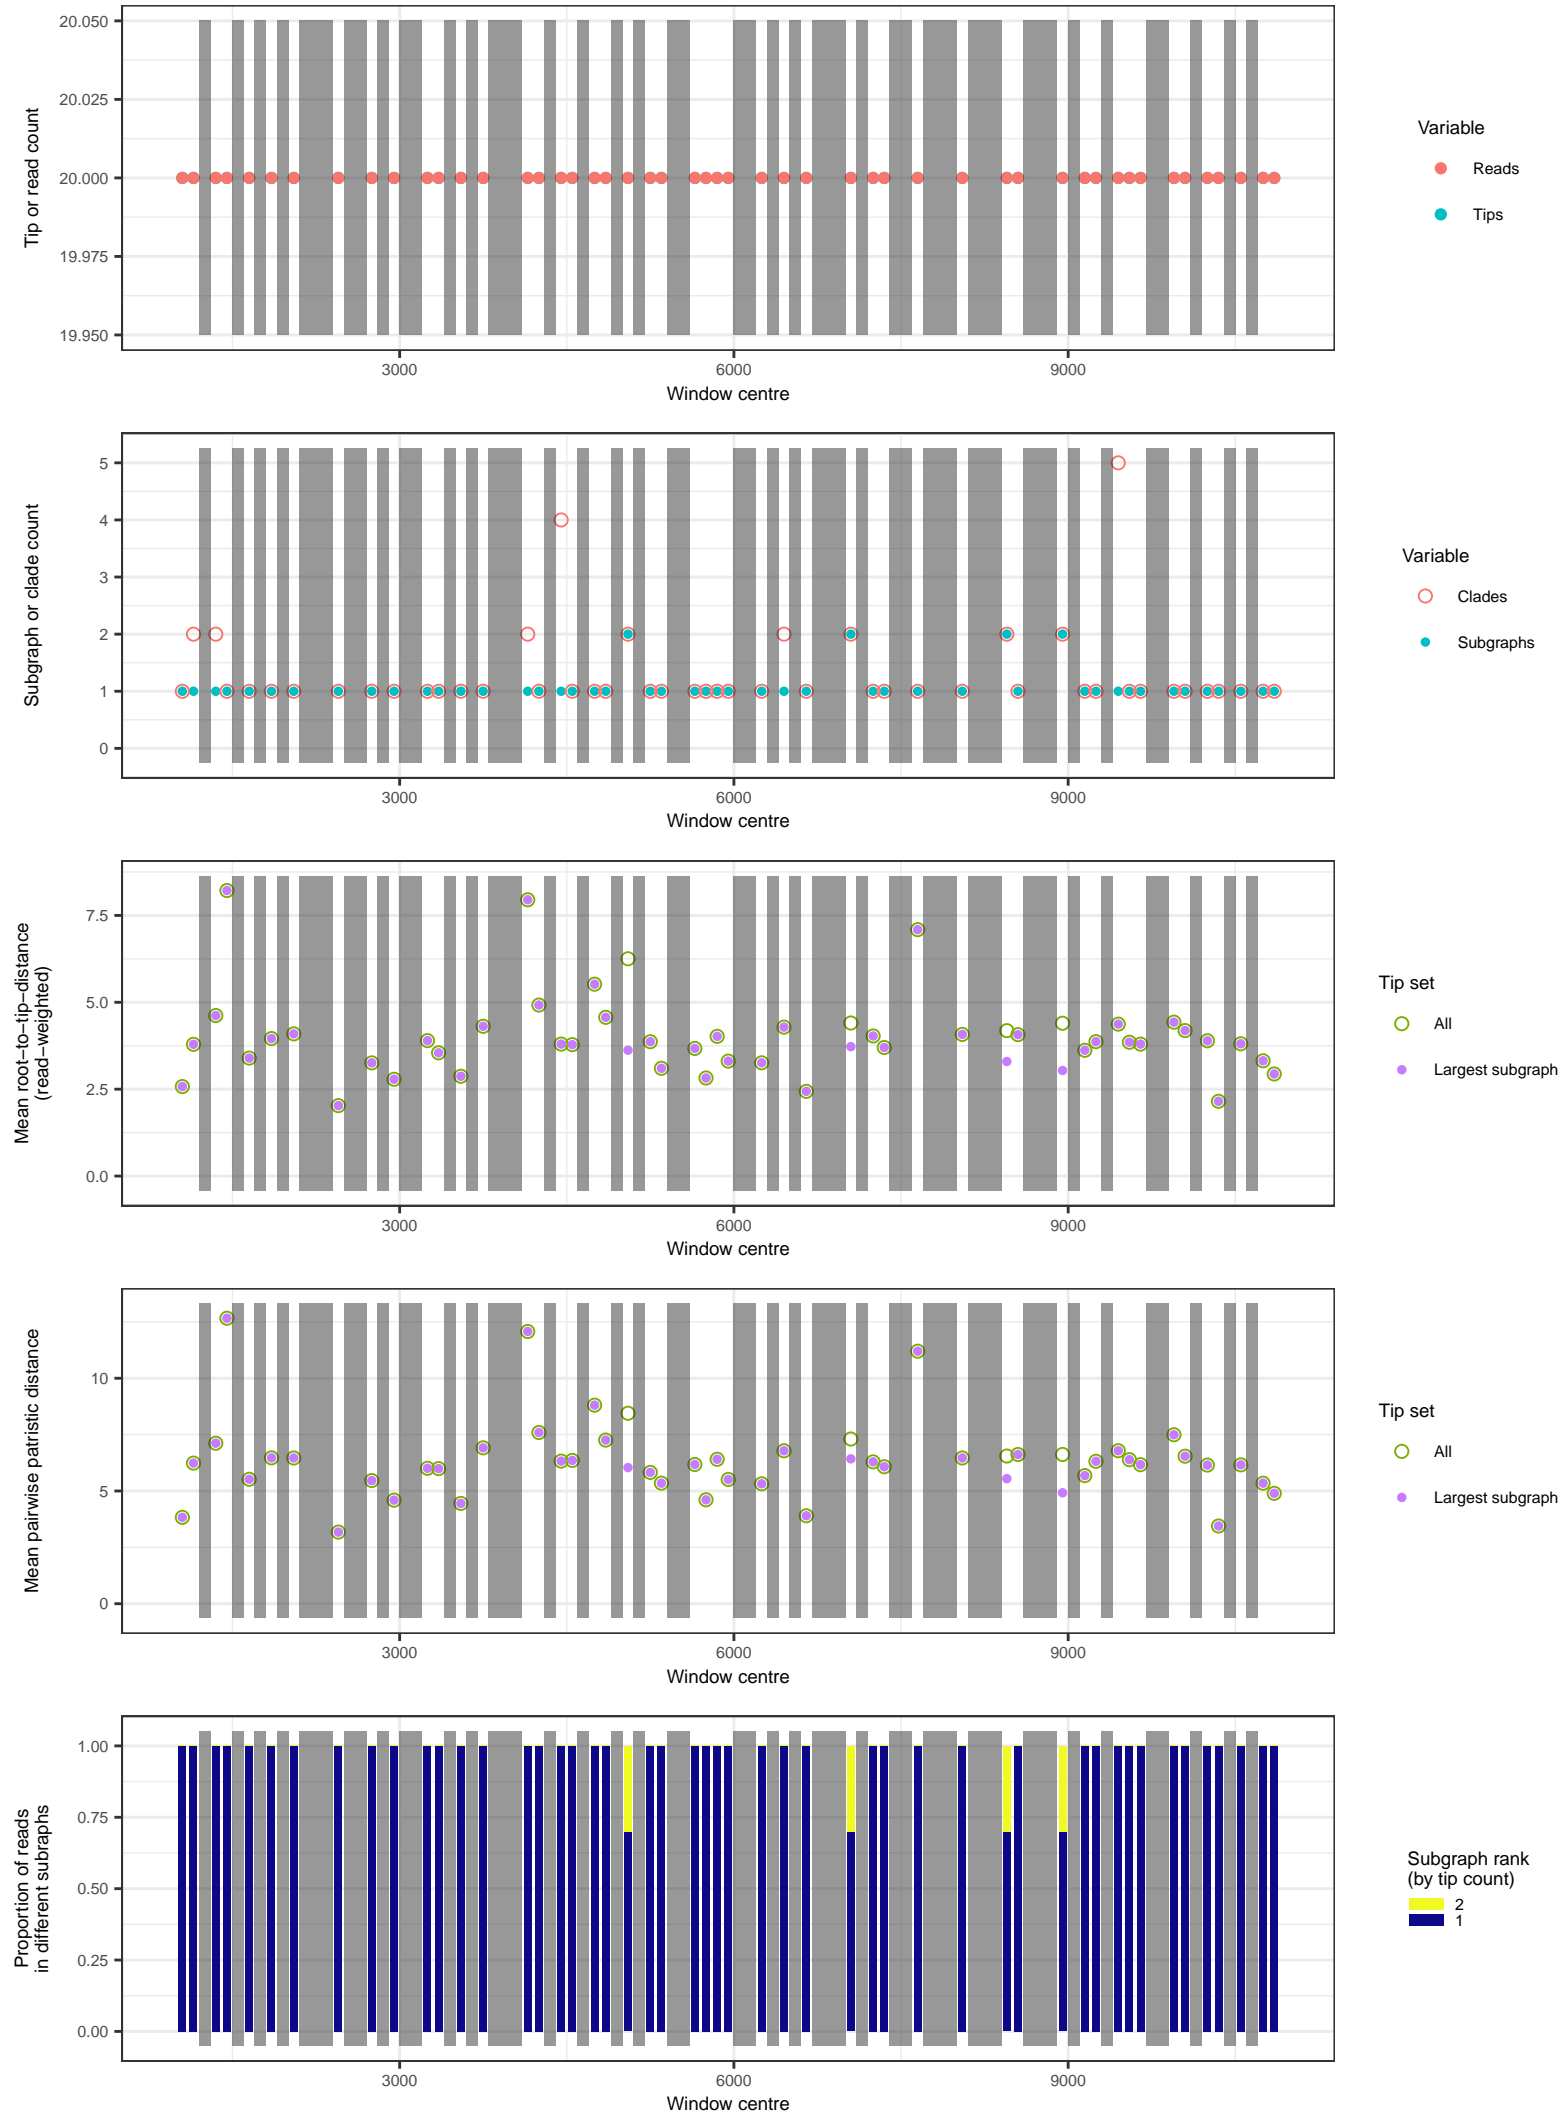 20.050
20.025
20.000
19.975
19.950
Tip or read count
3000 6000 9000
Window centre
Variable
Reads
Tips
5
4
3
2
1
0
Subgraph or clade count
3000 6000 9000
Window centre
Variable
Clades
Subgraphs
7.5
5.0
2.5
0.0
Mean root−to−tip−distance
(read−weighted)
3000 6000 9000
Window centre
Tip set
All
Largest subgraph
10
5
0
Mean pairwise patristic distance
3000 6000 9000
Window centre
Tip set
All
Largest subgraph
1.00
0.75
0.50
0.25
0.00
Proportion of reads
in different subraphs
3000 6000 9000
Window centre
Subgraph rank
(by tip count)
2
1